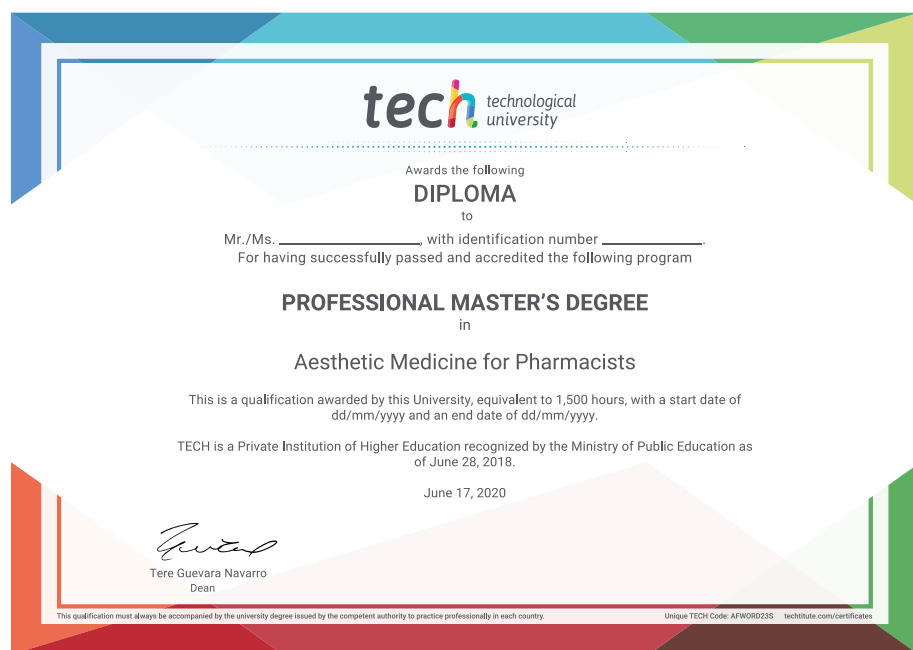 tech technological
university
Awards the following
DIPLOMA
to
Mr./Ms. ____________________, with identification number ______________.
For having successfully passed and accredited the following program
PROFESSIONAL MASTER'S DEGREE
in
Aesthetic Medicine for Pharmacists
This is a qualification awarded by this University, equivalent to 1,500 hours, with a start date of
dd/mm/yyyy and an end date of dd/mm/yyyy.
TECH is a Private Institution of Higher Education recognized by the Ministry of Public Education as
of June 28, 2018.
June 17, 2020
Tere Guevara Navarro
Dean
This qualification must always be accompanied by the university degree issued by the competent authority to practice professionally in each country. Unique TECH Code: AFWORD23S techtitute.com/certificates